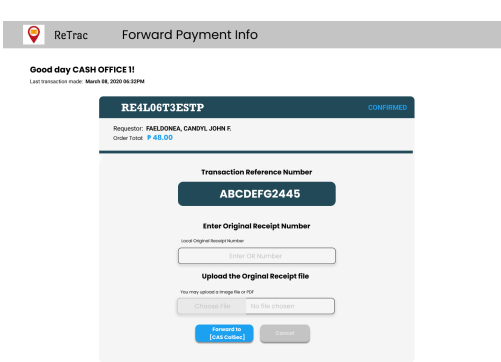 ReTrac Forward Payment Info
Good day CASH OFFICE 1!
Last transaction made: March 08, 2020 06:32PM
RE4L06T3ESTP CONFIRMED
Requestor: FAELDONEA, CANDYL JOHN F.
Order Total: ₱ 48.00
Transaction Reference Number
ABCDEFG2445
Enter Original Receipt Number
Local Original Receipt Number
Enter OR Number
Upload the Orginal Receipt file
You may upload a image file or PDF
Choose File No file chosen
Forward to
[CAS ColSec]
Cancel